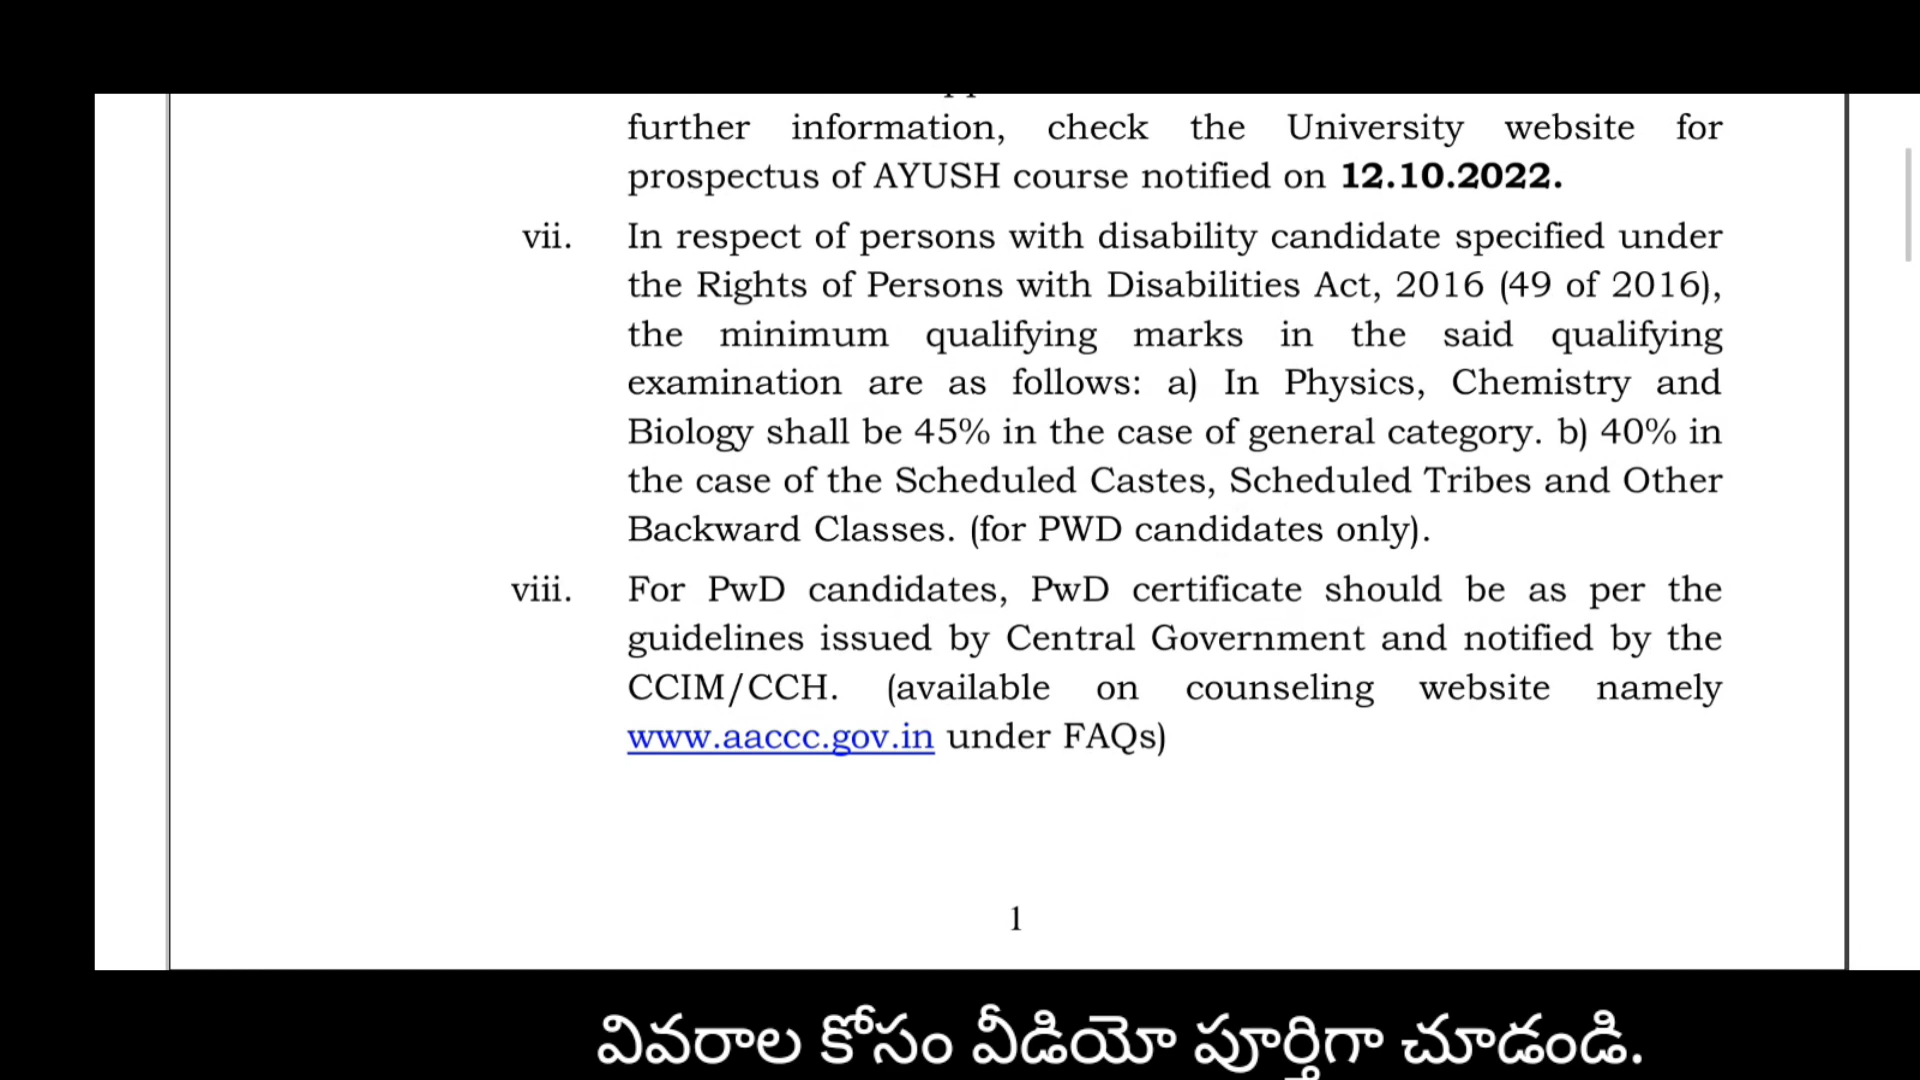 further information, check the University website for
prospectus of AYUSH course notified on 12.10.2022.
vii. In respect of persons with disability candidate specified under
the Rights of Persons with Disabilities Act, 2016 (49 of 2016),
the minimum qualifying marks in the said qualifying
examination are as follows: a) In Physics, Chemistry and
Biology shall be 45% in the case of general category. b) 40% in
the case of the Scheduled Castes, Scheduled Tribes and Other
Backward Classes. (for PWD candidates only).
viii. For PwD candidates, PwD certificate should be as per the
guidelines issued by Central Government and notified by the
CCIM/CCH. (available on counseling website namely
www.aaccc.gov.in under FAQs)
1
వివరాల కోసం వీడియో పూర్తిగా చూడండి.